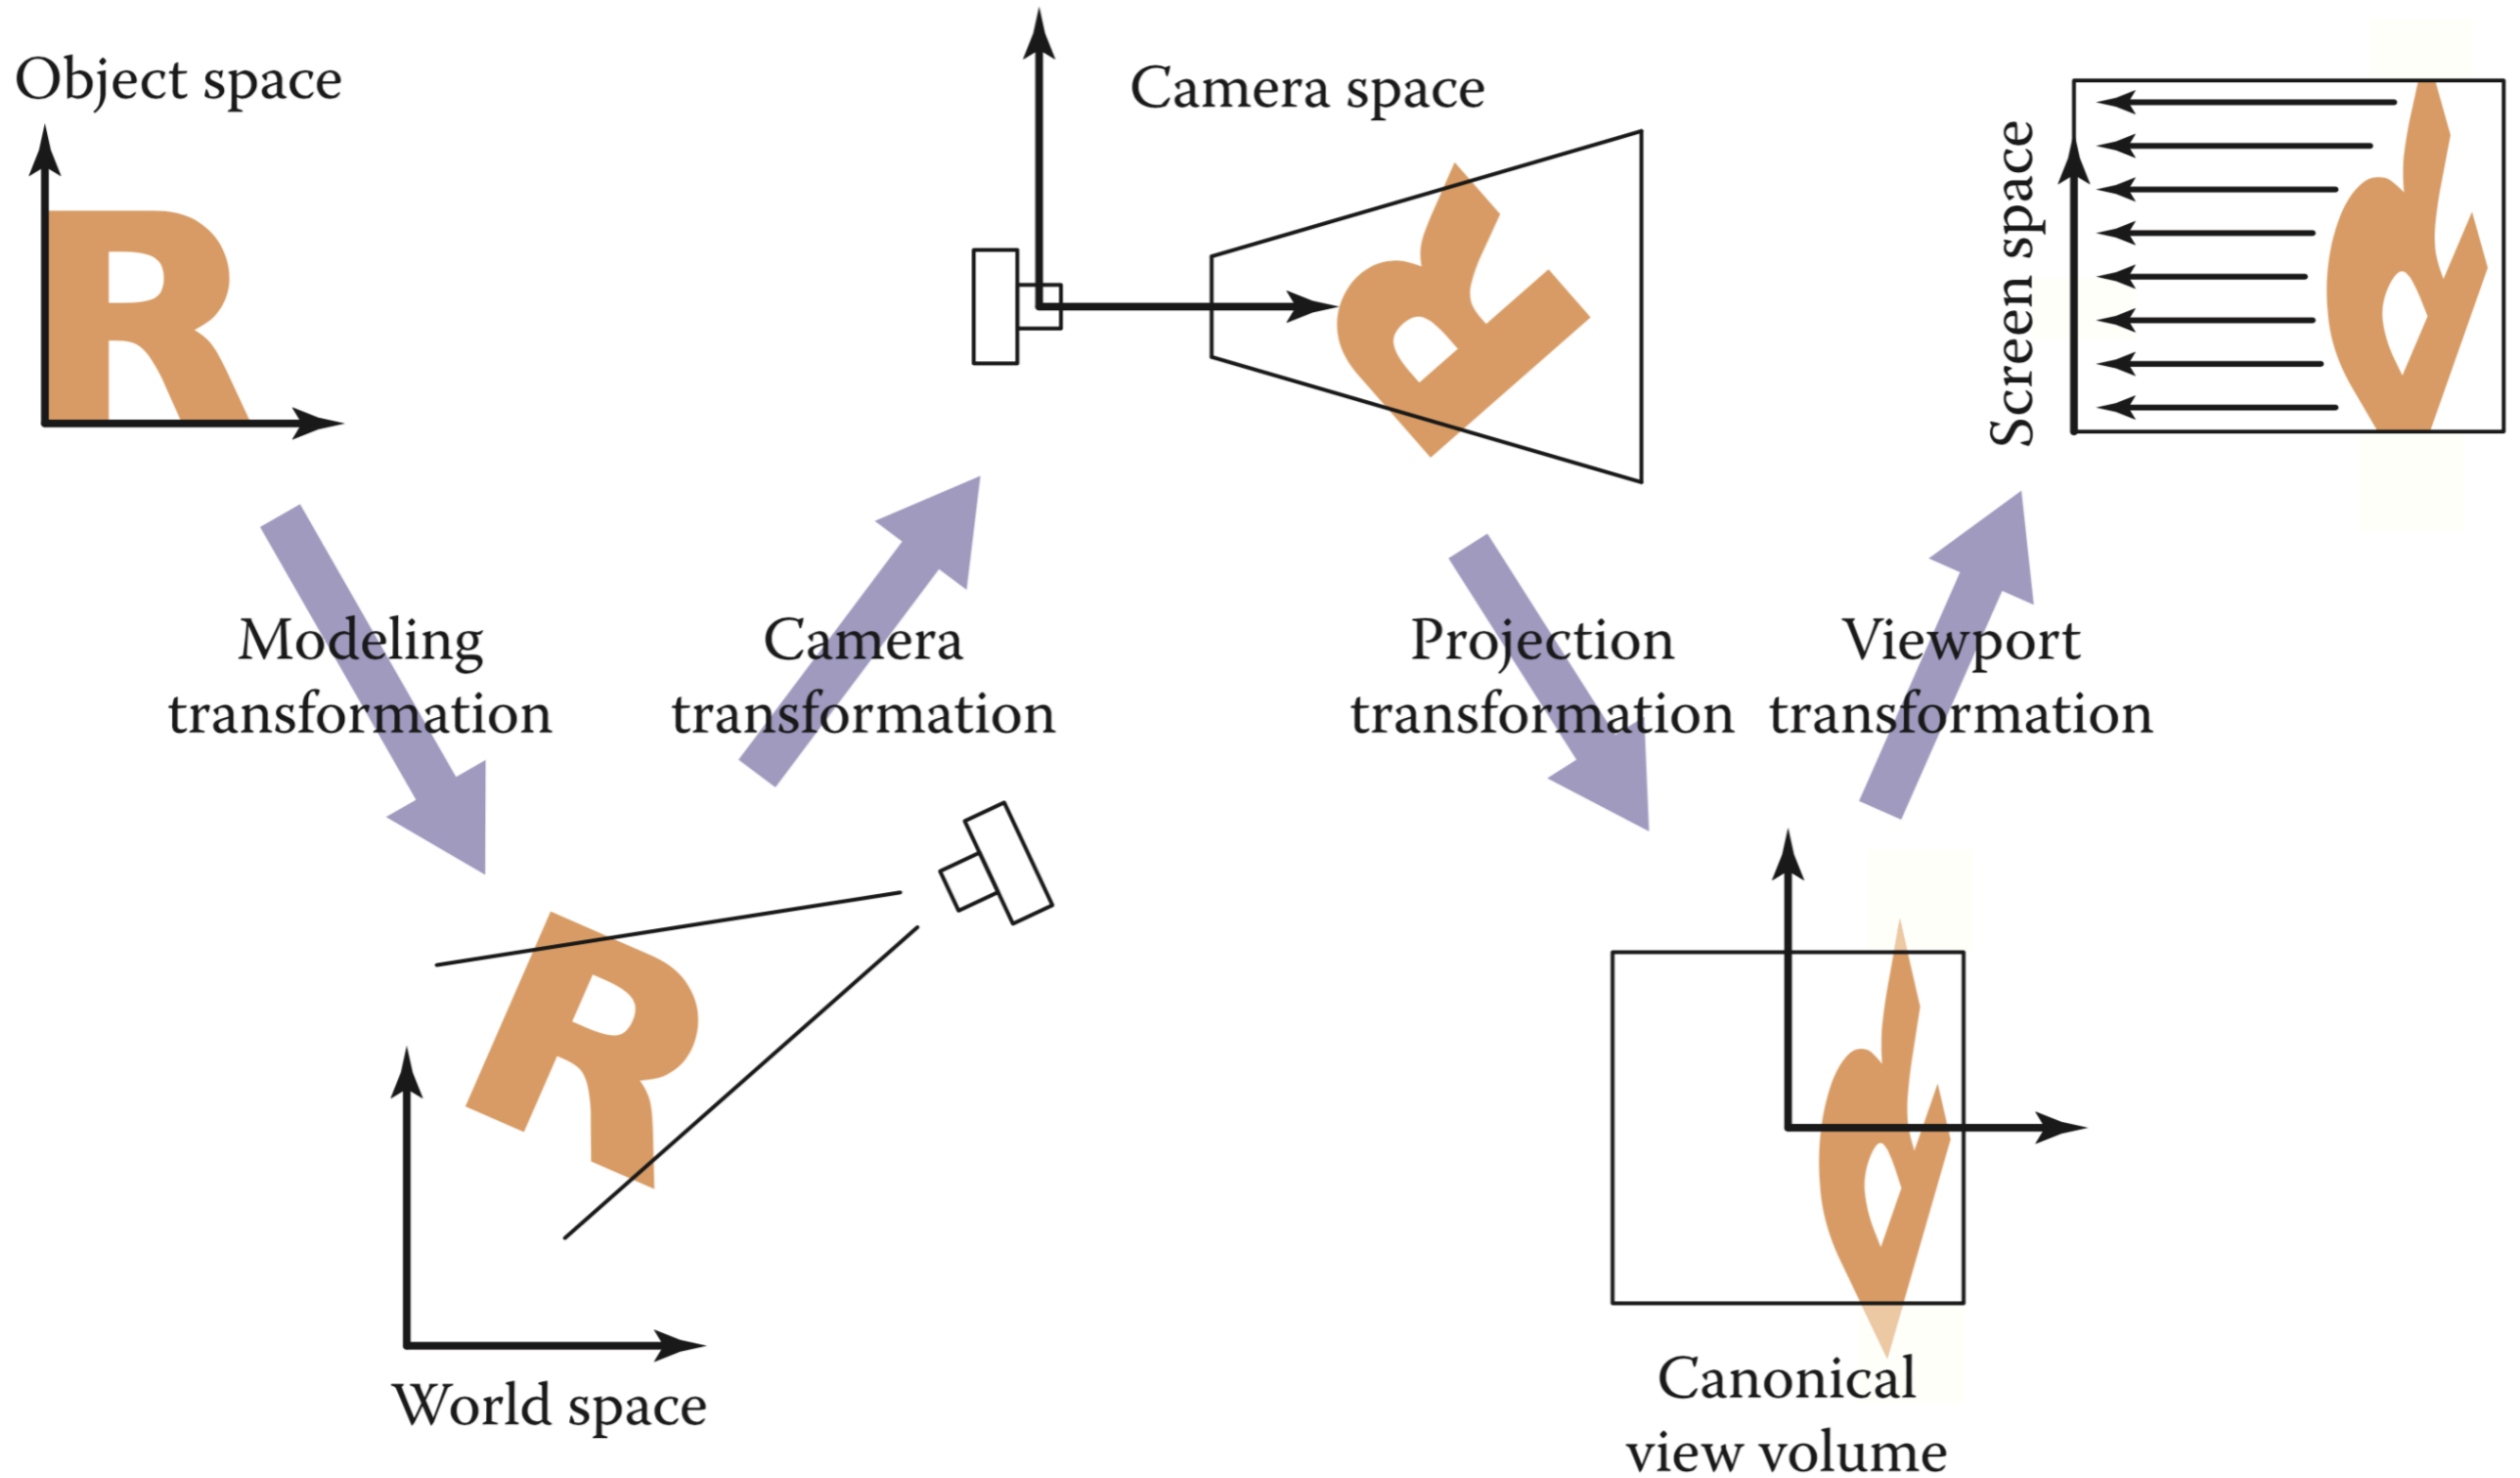 Object space
Camera space
Screen space
Modeling
transformation
Camera
transformation
Projection
transformation
Viewport
transformation
World space
Canonical
view volume